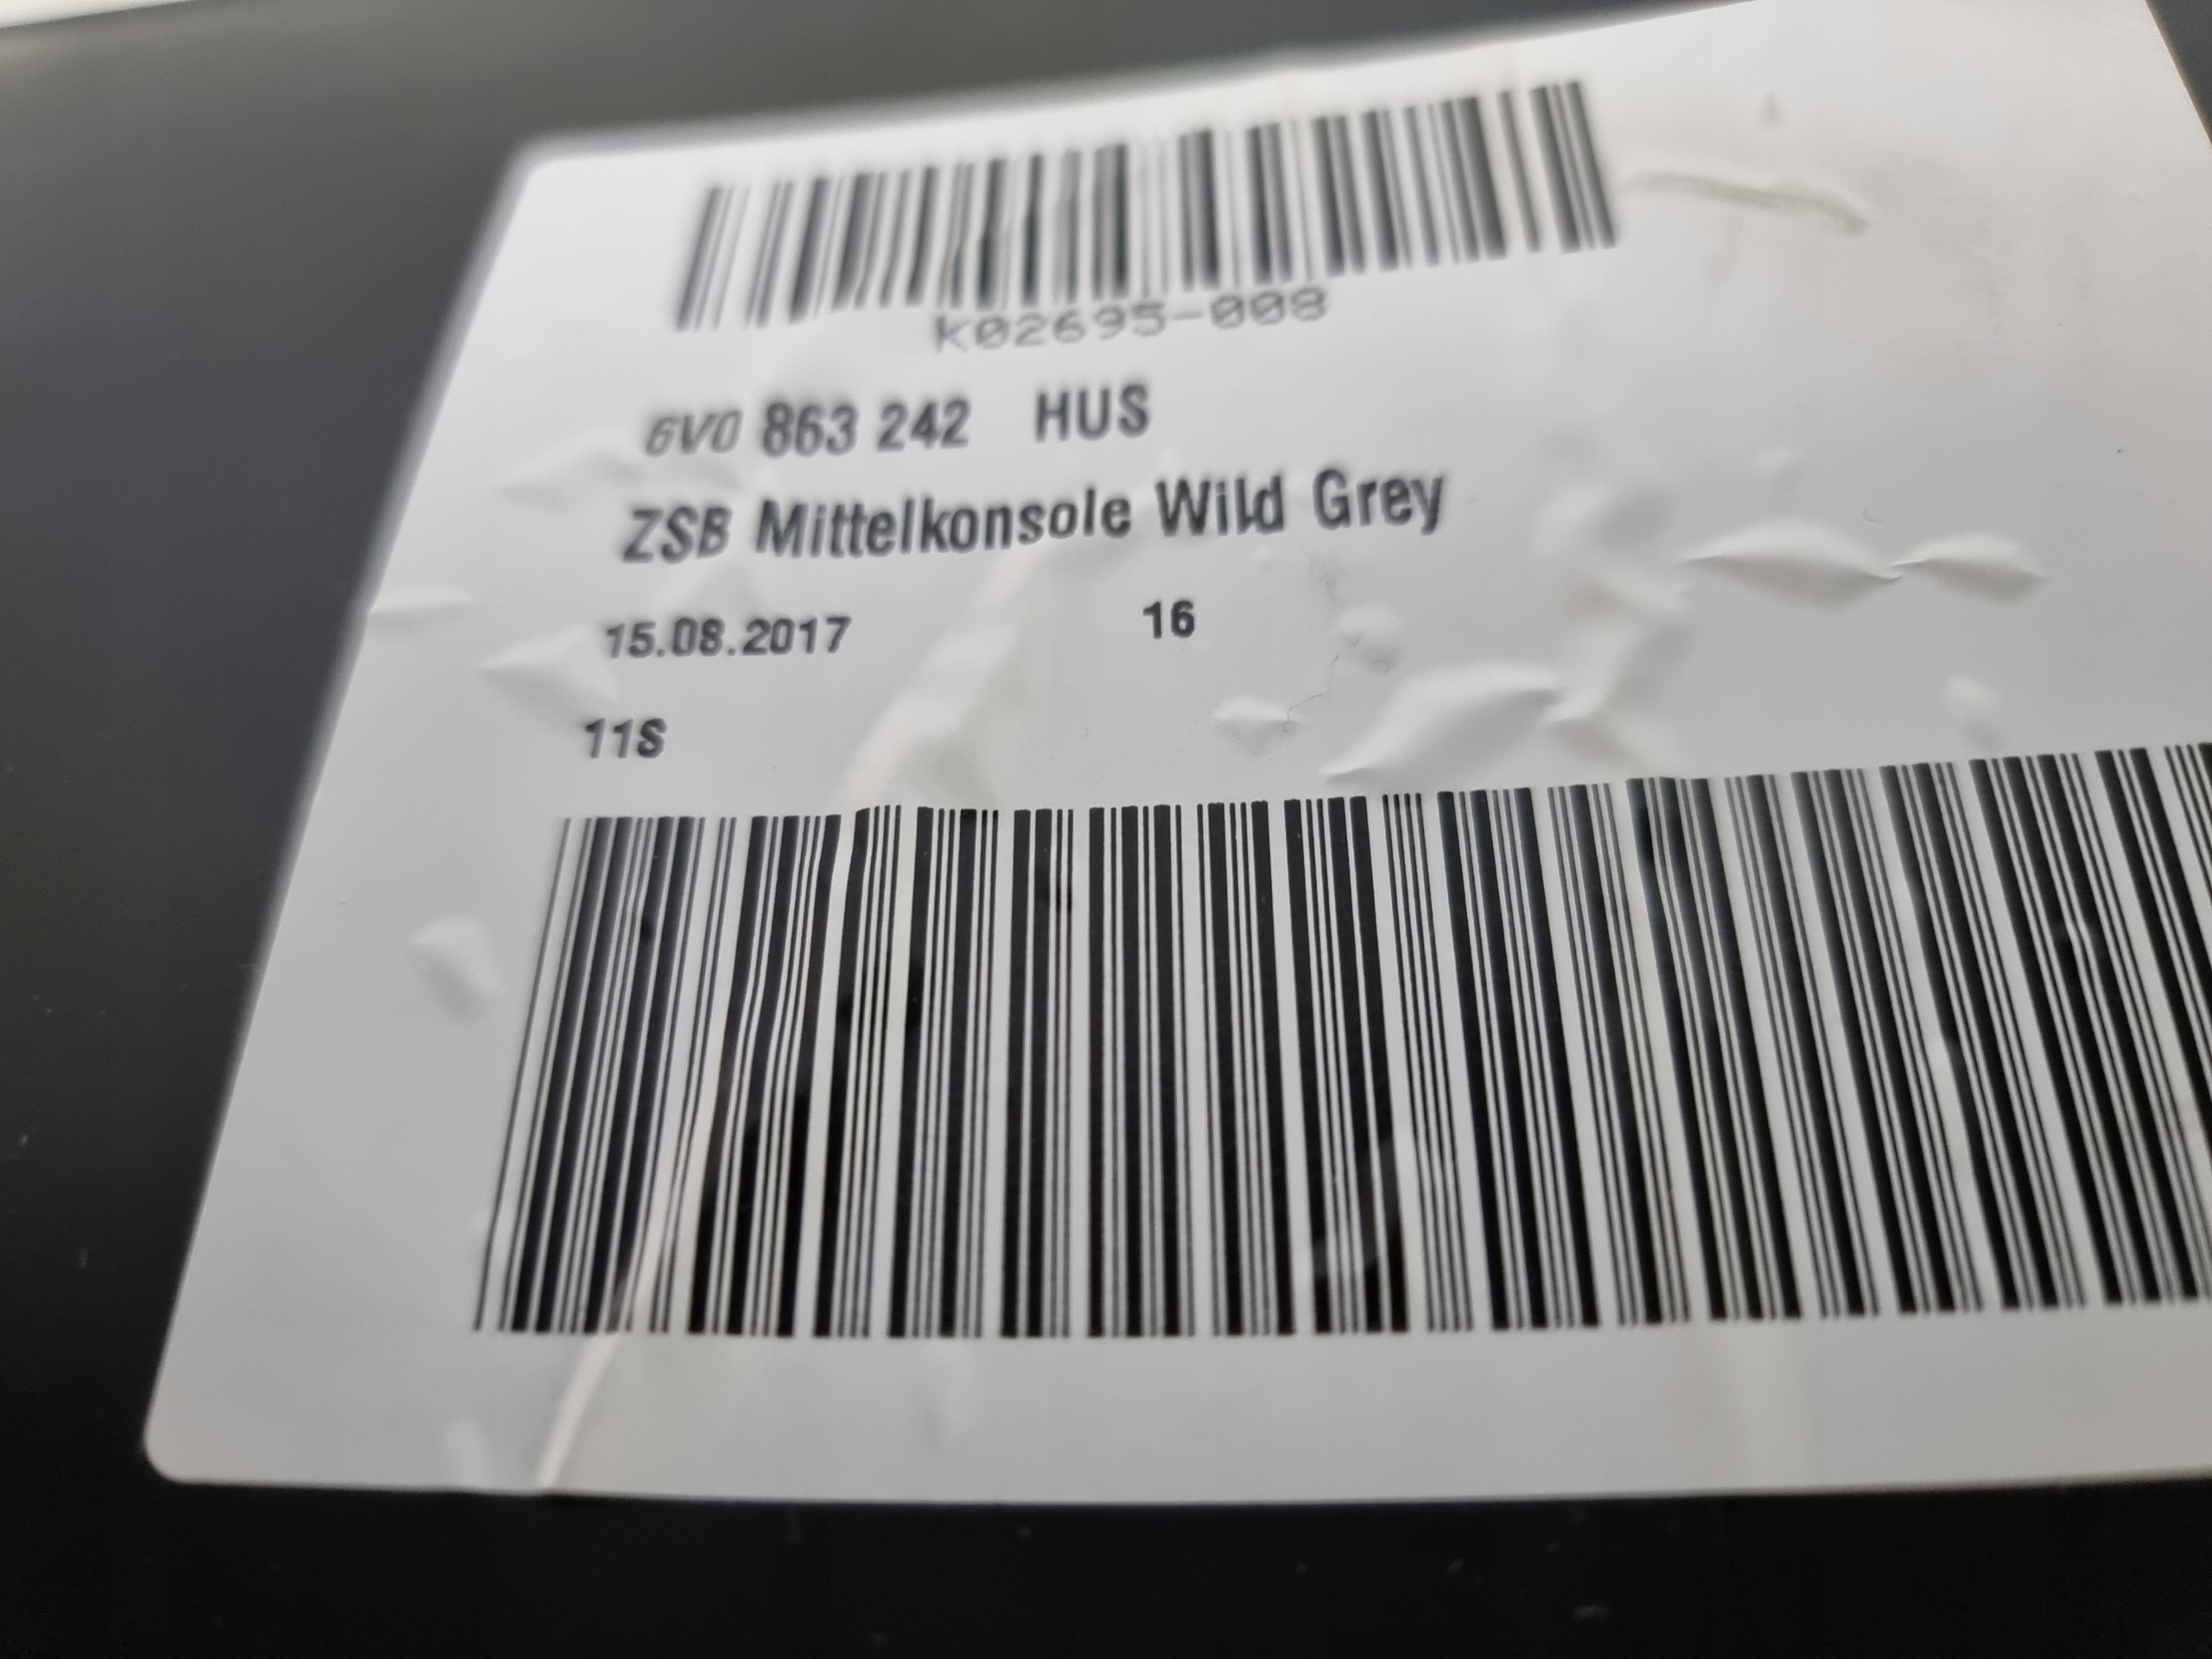 k02695-008
6V0 863 242 HUS
ZSB Mittelkonsole Wild Grey
15.08.2017 16
11S